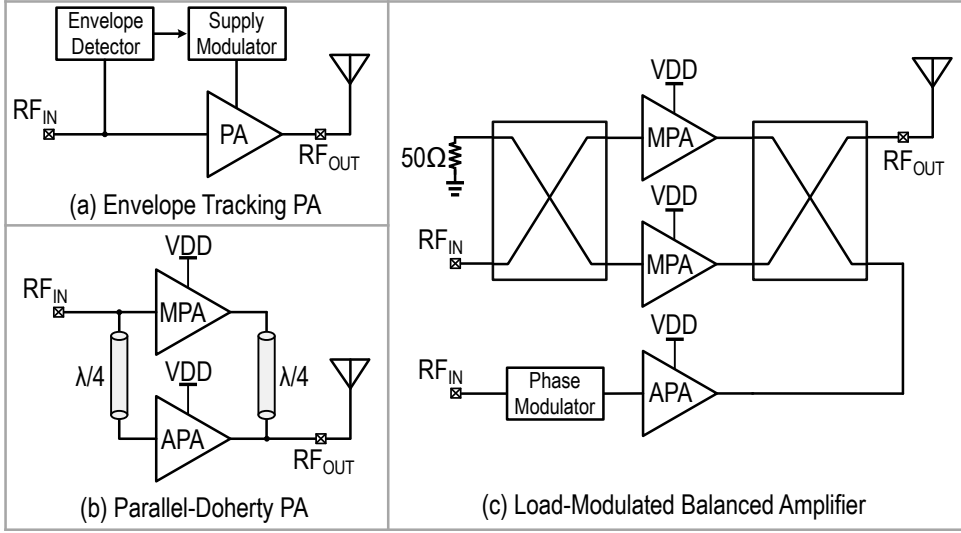 Envelope
Detector
Supply
Modulator
RF_IN
PA
RF_OUT
(a) Envelope Tracking PA
VDD
RF_IN
MPA
λ/4
VDD
λ/4
APA
RF_OUT
(b) Parallel-Doherty PA
VDD
50Ω
MPA
RF_OUT
VDD
RF_IN
MPA
VDD
RF_IN
Phase
Modulator
APA
(c) Load-Modulated Balanced Amplifier